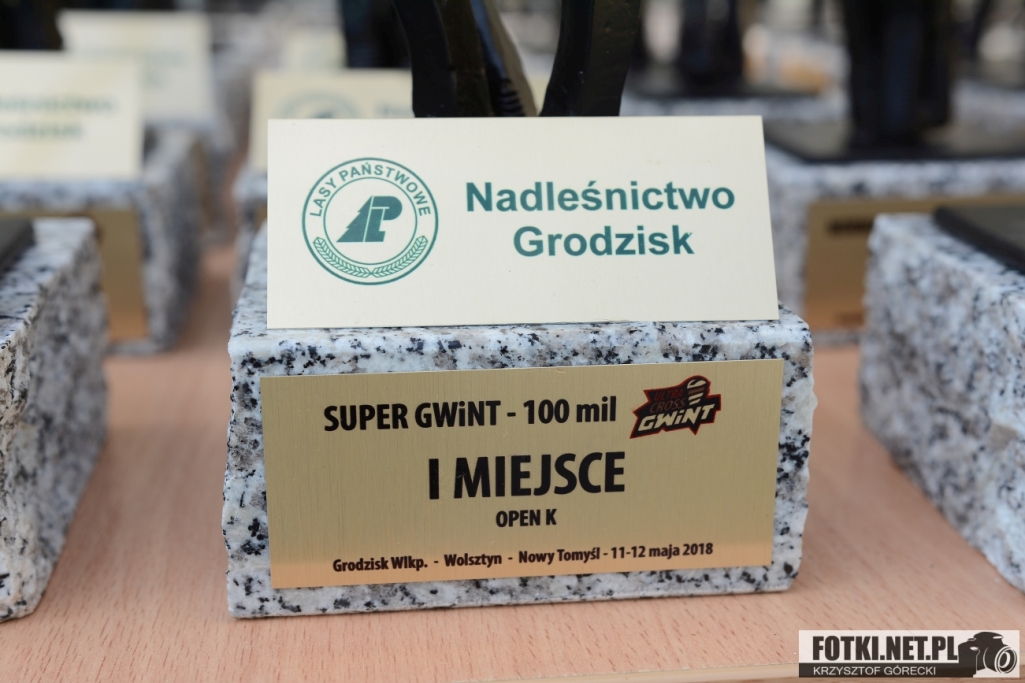 LASY PAŃSTWOWE
Nadleśnictwo
Grodzisk
SUPER GWiNT - 100 mil
CROSS
GWiNT
I MIEJSCE
OPEN K
Grodzisk Wlkp. - Wolsztyn - Nowy Tomyśl - 11-12 maja 2018
FOTKI.NET.PL
KRZYSZTOF GÓRECKI